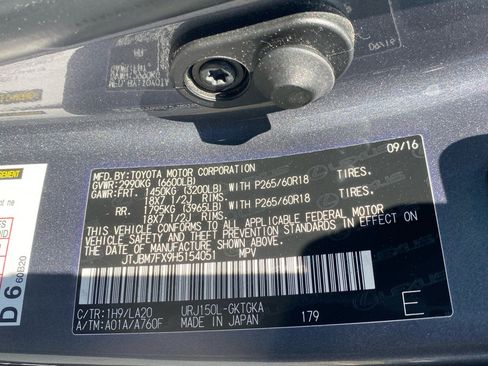 MFD.BY:TOYOTA MOTOR CORPORATION 09/16
GVWR:2990KG (6600LB)
GAWR:FRT. 1450KG (3200LB) WITH P265/60R18 TIRES.
18X7 1/2J RIMS.
RR. 1795KG (3965LB) WITH P265/60R18 TIRES.
18X7 1/2J RIMS.
THIS VEHICLE CONFORMS TO ALL APPLICABLE FEDERAL MOTOR
VEHICLE SAFETY AND THEFT PREVENTION STANDARDS IN EFFECT ON
THE DATE OF MANUFACTURE SHOWN ABOVE.
JTJBM7FX9H5154051 MPV
C/TR:1H9/LA20 URJ150L-GKTGKA
A/TM:A01A/A760F MADE IN JAPAN 179
E
D 6
60B20